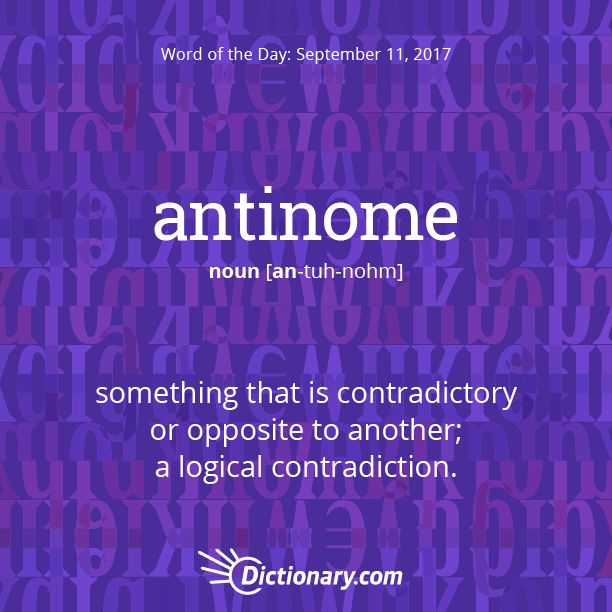 Word of the Day: September 11, 2017
antinome
noun [an-tuh-nohm]
something that is contradictory
or opposite to another;
a logical contradiction.
Dictionary.com